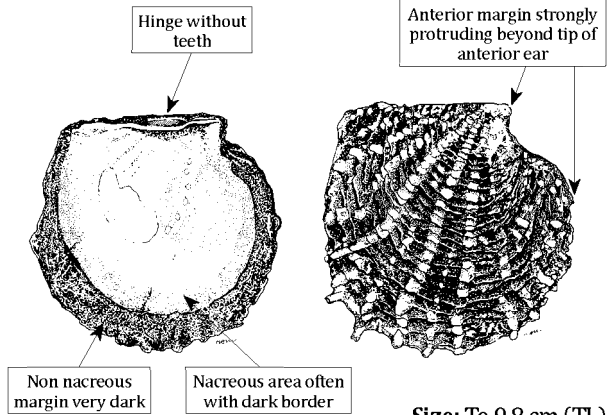 Hinge without
teeth
Anterior margin strongly
protruding beyond tip of
anterior ear
Non nacreous
margin very dark
Nacreous area often
with dark border
Size: To 9.8 cm (TL)